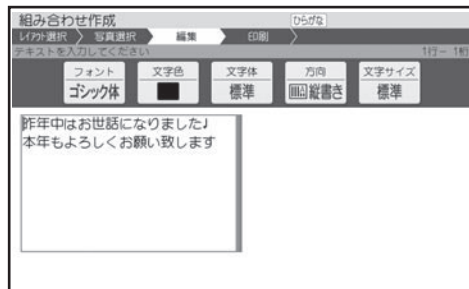 組み合わせ作成
ひらがな
ﾚｲｱｳﾄ選択 写真選択 編集 印刷
テキストを入力してください
1行- 1桁
フォント 文字色 文字体 方向 文字サイズ
ゴシック体 標準 縦書き 標準
昨年中はお世話になりました♩
本年もよろしくお願い致します